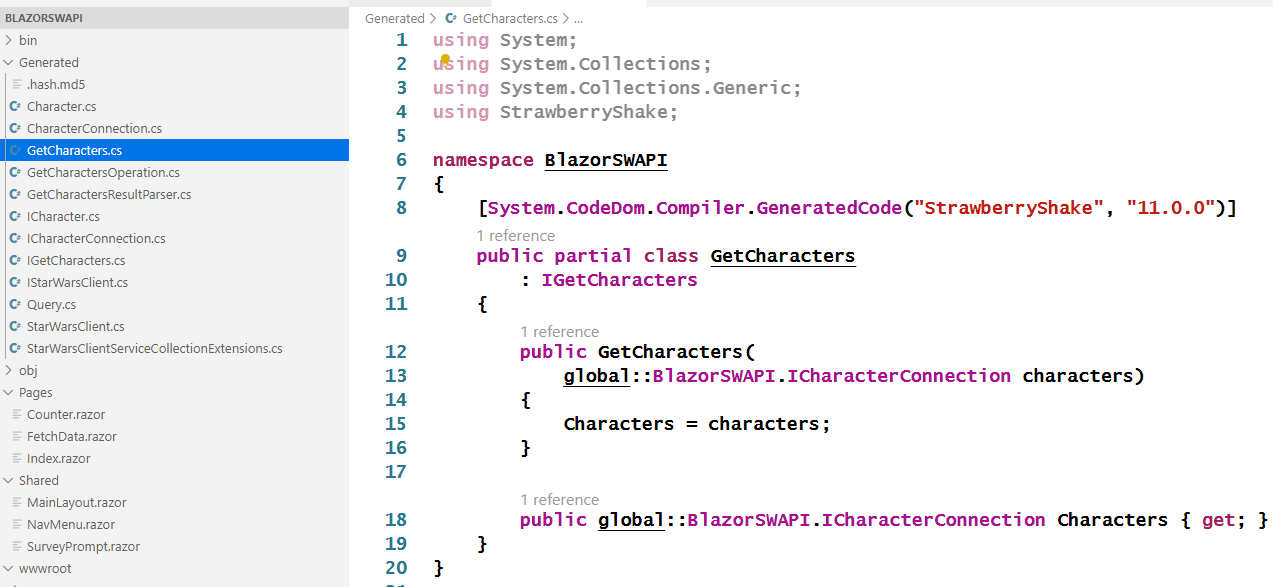 BLAZORSWAPI
bin
Generated
.hash.md5
Character.cs
CharacterConnection.cs
GetCharacters.cs
GetCharactersOperation.cs
GetCharactersResultParser.cs
ICharacter.cs
ICharacterConnection.cs
IGetCharacters.cs
IStarWarsClient.cs
Query.cs
StarWarsClient.cs
StarWarsClientServiceCollectionExtensions.cs
obj
Pages
Counter.razor
FetchData.razor
Index.razor
Shared
MainLayout.razor
NavMenu.razor
SurveyPrompt.razor
wwwroot
Generated > GetCharacters.cs > ...
1 using System;
2 using System.Collections;
3 using System.Collections.Generic;
4 using StrawberryShake;
5
6 namespace BlazorSWAPI
7 {
8 [System.CodeDom.Compiler.GeneratedCode("StrawberryShake", "11.0.0")]
1 reference
9 public partial class GetCharacters
10 : IGetCharacters
11 {
1 reference
12 public GetCharacters(
13 global::BlazorSWAPI.ICharacterConnection characters)
14 {
15 Characters = characters;
16 }
17
1 reference
18 public global::BlazorSWAPI.ICharacterConnection Characters { get; }
19 }
20 }